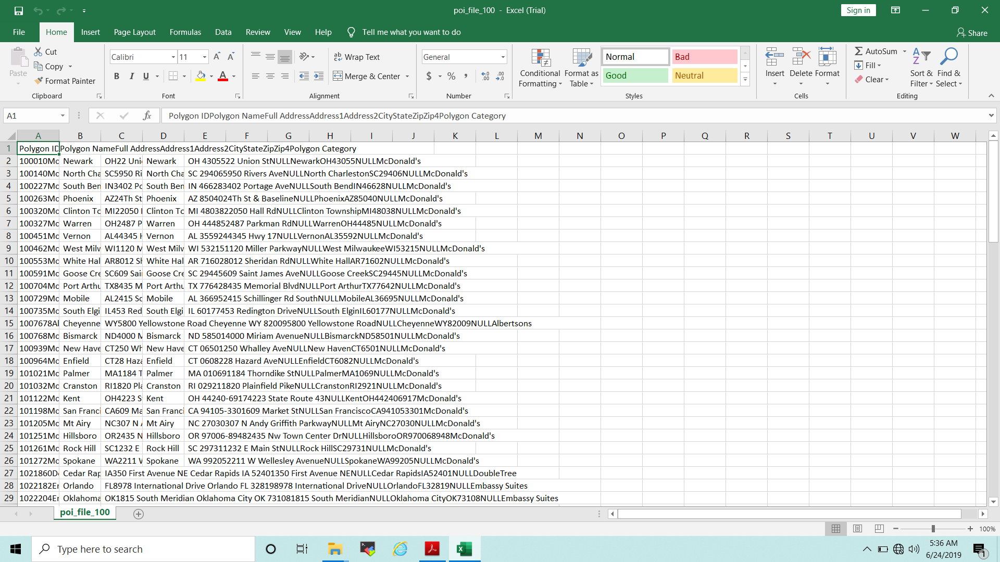 poi_file_100 - Excel (Trial)
Sign in
File Home Insert Page Layout Formulas Data Review View Help Tell me what you want to do Share
Paste
Cut
Copy
Format Painter
Clipboard
Calibri 11
B I U
Font
Wrap Text
Merge & Center
Alignment
General
$ % ,
Number
Conditional Formatting
Format as Table
Normal Bad
Good Neutral
Styles
Insert Delete Format
Cells
AutoSum
Fill
Clear
Sort & Filter
Find & Select
Editing
A1 fx Polygon IDPolygon NameFull AddressAddress1Address2CityStateZipZip4Polygon Category
A B C D E F G H I J K L M N O P Q R S T U V W
1 Polygon IDPolygon NameFull AddressAddress1Address2CityStateZipZip4Polygon Category
2 100010Mc Newark OH22 Uni Newark OH 4305522 Union StNULLNewarkOH43055NULLMcDonald's
3 100140Mc North Cha SC5950 Ri North Cha SC 294065950 Rivers AveNULLNorth CharlestonSC29406NULLMcDonald's
4 100227Mc South Ben IN3402 Po South Ben IN 466283402 Portage AveNULLSouth BendIN46628NULLMcDonald's
5 100263Mc Phoenix AZ24Th St Phoenix AZ 8504024Th St & BaselineNULLPhoenixAZ85040NULLMcDonald's
6 100320Mc Clinton To MI22050 Clinton To MI 4803822050 Hall RdNULLClinton TownshipMI48038NULLMcDonald's
7 100327Mc Warren OH2487 P Warren OH 444852487 Parkman RdNULLWarrenOH44485NULLMcDonald's
8 100451Mc Vernon AL44345 H Vernon AL 3559244345 Hwy 17NULLVernonAL35592NULLMcDonald's
9 100462Mc West Milw WI1120 M West Milw WI 532151120 Miller ParkwayNULLWest MilwaukeeWI53215NULLMcDonald's
10 100553Mc White Hal AR8012 Sh White Hal AR 716028012 Sheridan RdNULLWhite HallAR71602NULLMcDonald's
11 100591Mc Goose Cre SC609 Sai Goose Cre SC 29445609 Saint James AveNULLGoose CreekSC29445NULLMcDonald's
12 100704Mc Port Arthu TX8435 M Port Arthu TX 776428435 Memorial BlvdNULLPort ArthurTX77642NULLMcDonald's
13 100729Mc Mobile AL2415 Sc Mobile AL 366952415 Schillinger Rd SouthNULLMobileAL36695NULLMcDonald's
14 100735Mc South Elgi IL453 Red South Elgi IL 60177453 Redington DriveNULLSouth ElginIL60177NULLMcDonald's
15 1007678Al Cheyenne WY5800 Yellowstone Road Cheyenne WY 820095800 Yellowstone RoadNULLCheyenneWY82009NULLAlbertsons
16 100768Mc Bismarck ND4000 M Bismarck ND 585014000 Miriam AvenueNULLBismarckND58501NULLMcDonald's
17 100939Mc New Have CT250 Wh New Have CT 06501250 Whalley AveNULLNew HavenCT6501NULLMcDonald's
18 100964Mc Enfield CT28 Haza Enfield CT 0608228 Hazard AveNULLEnfieldCT6082NULLMcDonald's
19 101021Mc Palmer MA1184 T Palmer MA 010691184 Thorndike StNULLPalmerMA1069NULLMcDonald's
20 101032Mc Cranston RI1820 Pla Cranston RI 029211820 Plainfield PikeNULLCranstonRI2921NULLMcDonald's
21 101122Mc Kent OH4223 S Kent OH 44240-69174223 State Route 43NULLKentOH442406917McDonald's
22 101198Mc San Franci CA609 Ma San Franci CA 94105-3301609 Market StNULLSan FranciscoCA941053301McDonald's
23 101205Mc Mt Airy NC307 N A Mt Airy NC 27030307 N Andy Griffith ParkwayNULLMt AiryNC27030NULLMcDonald's
24 101251Mc Hillsboro OR2435 N Hillsboro OR 97006-89482435 Nw Town Center DrNULLHillsboroOR970068948McDonald's
25 101261Mc Rock Hill SC1232 E Rock Hill SC 297311232 E Main StNULLRock HillSC29731NULLMcDonald's
26 101272Mc Spokane WA2211 W Spokane WA 992052211 W Wellesley AvenueNULLSpokaneWA99205NULLMcDonald's
27 1021860D Cedar Rap IA350 First Avenue NE Cedar Rapids IA 52401350 First Avenue NENULLCedar RapidsIA52401NULLDoubleTree
28 1022182Er Orlando FL8978 International Drive Orlando FL 328198978 International DriveNULLOrlandoFL32819NULLEmbassy Suites
29 1022204Er Oklahoma OK1815 South Meridian Oklahoma City OK 731081815 South MeridianNULLOklahoma CityOK73108NULLEmbassy Suites
poi_file_100
100%
Type here to search
5:36 AM
6/24/2019
1